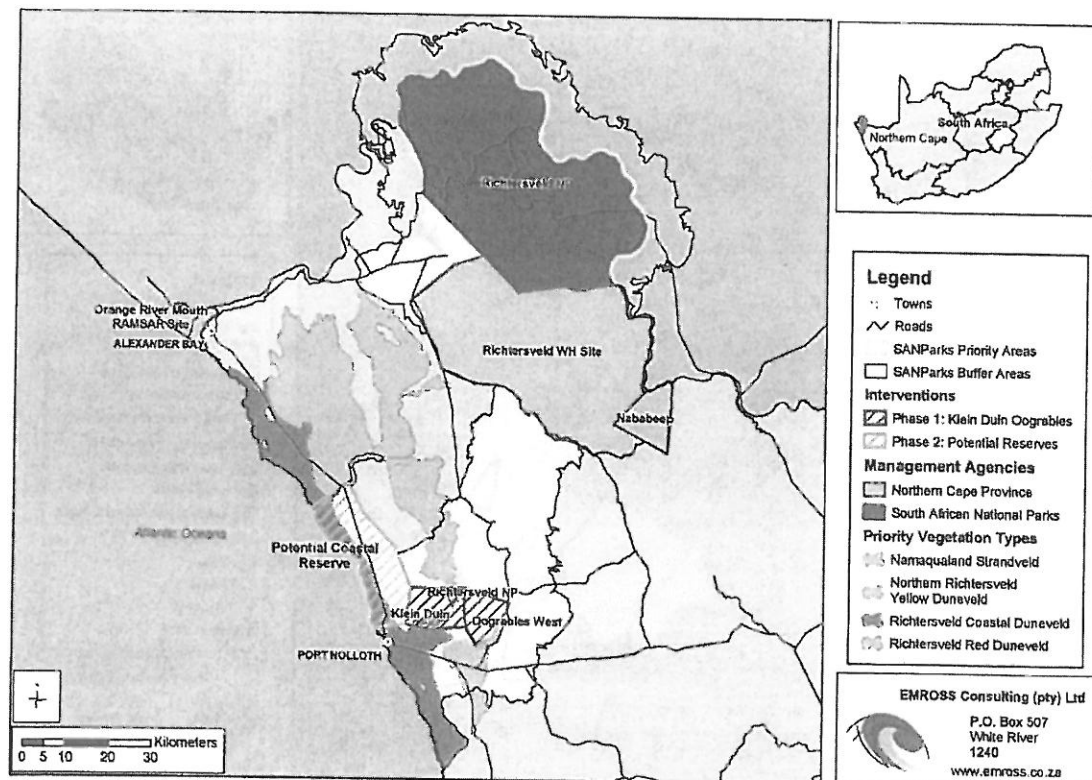 Richtersveld NP
Orange River Mouth
RAMSAR Site
ALEXANDER BAY
Richtersveld WH Site
Nababeep
Atlantic Oceans
Potential Coastal
Reserve
Richtersveld NP
Klein Duin
Oograbies West
PORT NOLLOTH
0 5 10 20 30
Kilometers
South Africa
Northern Cape
Legend
Towns
Roads
SANParks Priority Areas
SANParks Buffer Areas
Interventions
Phase 1: Klein Duin Oograbies
Phase 2: Potential Reserves
Management Agencies
Northern Cape Province
South African National Parks
Priority Vegetation Types
Namaqualand Strandveld
Northern Richtersveld
Yellow Duneveld
Richtersveld Coastal Duneveld
Richtersveld Red Duneveld
EMROSS Consulting (pty) Ltd
P.O. Box 507
White River
1240
www.emross.co.za